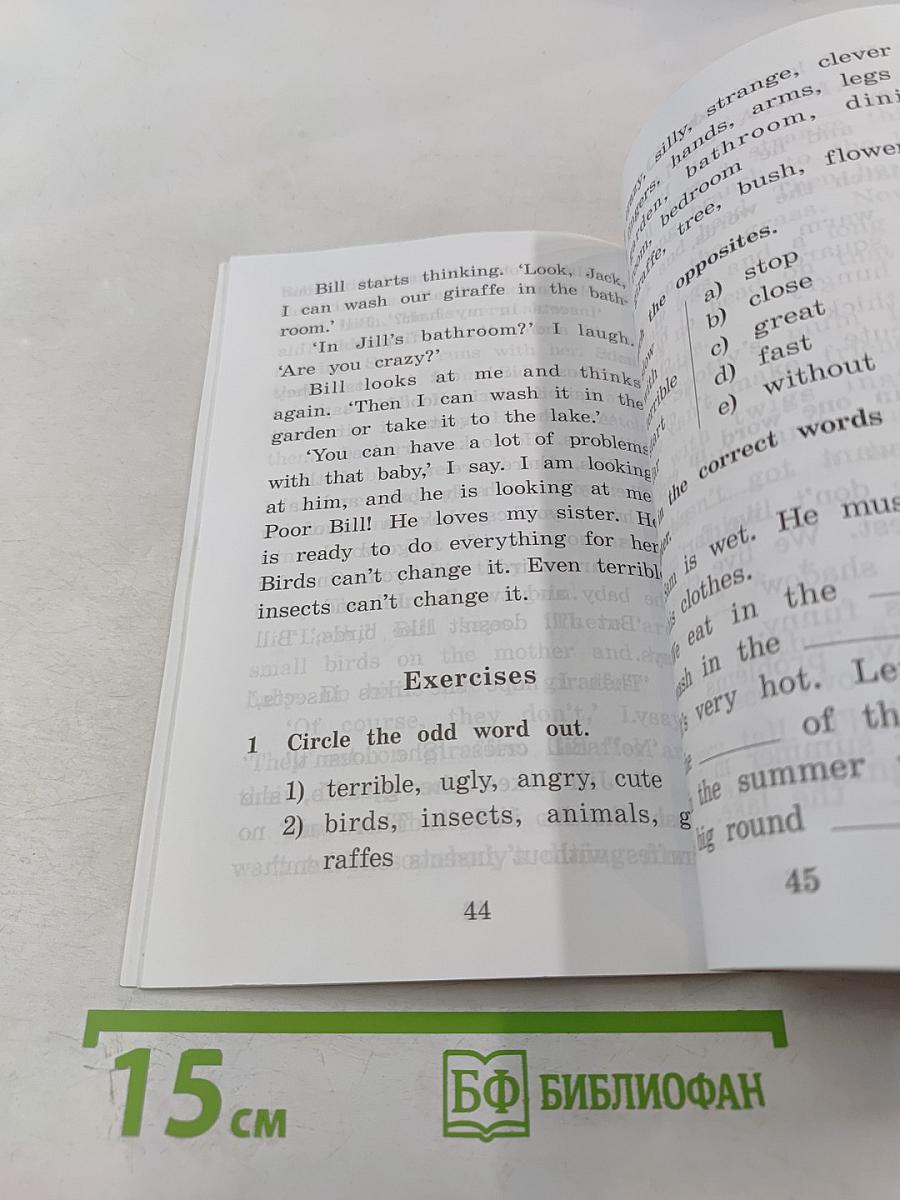 Bill starts thinking. ‘Look, Jack,
I can wash our giraffe in the bath-
room.’
‘In Jill’s bathroom?’ I laugh.
‘Are you crazy?’
Bill looks at me and thinks
again. ‘Then I can wash it in the
garden or take it to the lake.’
‘You can have a lot of problems
with that baby,’ I say. I am looking
at him, and he is looking at me
Poor Bill! He loves my sister. He
is ready to do everything for her
Birds can’t change it. Even terribl
insects can’t change it.
Exercises
1 Circle the odd word out.
1) terrible, ugly, angry, cute
2) birds, insects, animals, g
raffes
44
silly, strange, clever
hands, arms, legs
bathroom, dini
bedroom
tree, bush, flower
the opposites.
a) stop
b) close
c) great
d) fast
e) without
the correct words
is wet. He mus
clothes.
eat in the
in the
very hot. Le
of th
the summer
big round
45
15 см
БФ БИБЛИОФАН